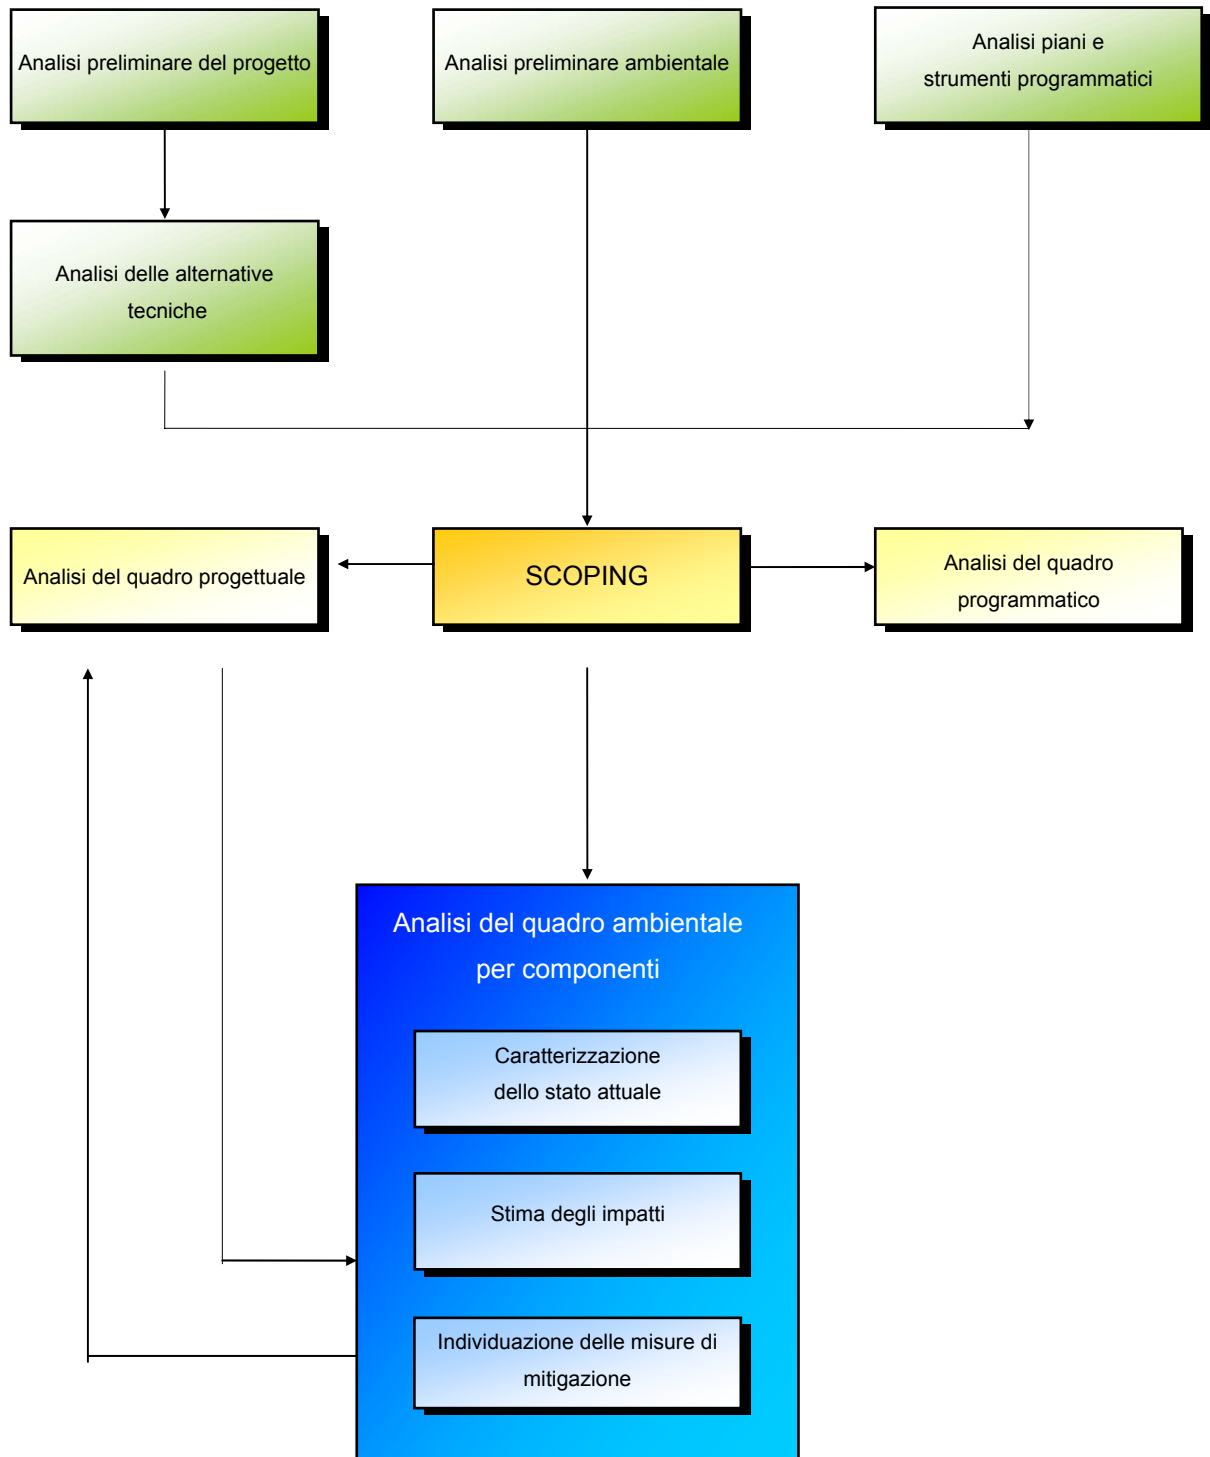 Analisi preliminare del progetto
Analisi preliminare ambientale
Analisi piani e
strumenti programmatici
Analisi delle alternative
tecniche
Analisi del quadro progettuale
SCOPING
Analisi del quadro
programmatico
Analisi del quadro ambientale
per componenti
Caratterizzazione
dello stato attuale
Stima degli impatti
Individuazione delle misure di
mitigazione